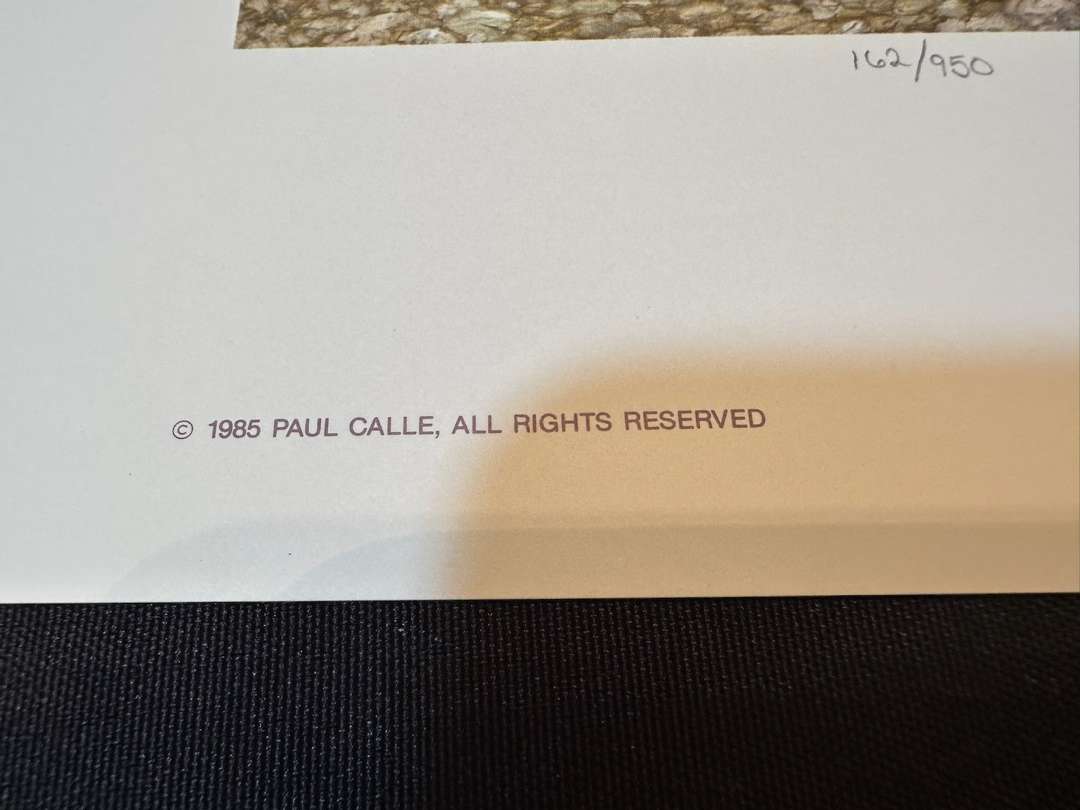 162/950
© 1985 PAUL CALLE, ALL RIGHTS RESERVED